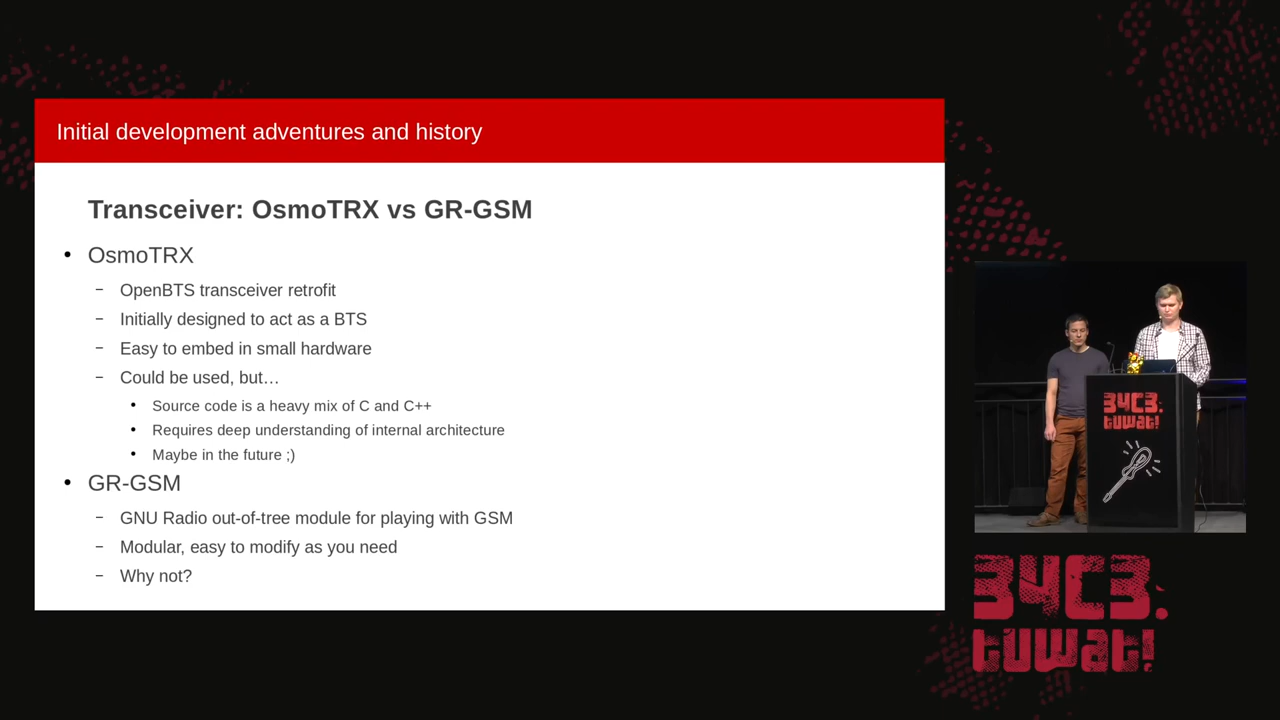 Initial development adventures and history
Transceiver: OsmoTRX vs GR-GSM
• OsmoTRX
– OpenBTS transceiver retrofit
– Initially designed to act as a BTS
– Easy to embed in small hardware
– Could be used, but…
• Source code is a heavy mix of C and C++
• Requires deep understanding of internal architecture
• Maybe in the future ;)
• GR-GSM
– GNU Radio out-of-tree module for playing with GSM
– Modular, easy to modify as you need
– Why not?
34C3.
tuwat!
34C3.
tuwat!